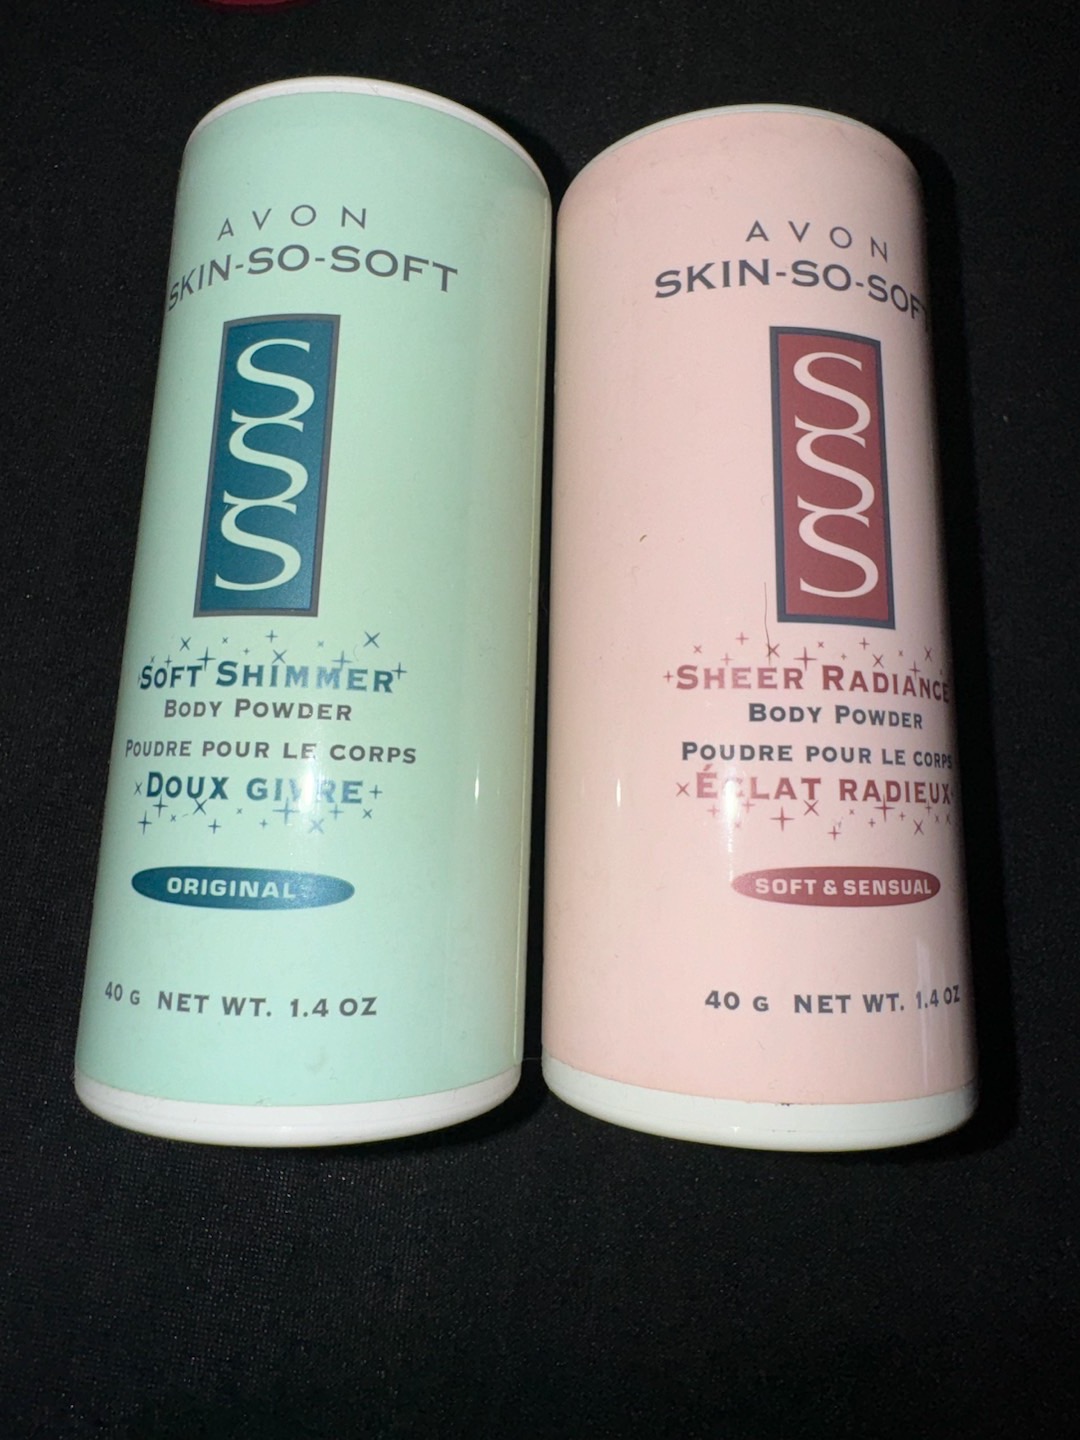 AVON
SKIN-SO-SOFT
SSS
SOFT SHIMMER
BODY POWDER
POUDRE POUR LE CORPS
DOUX GIVRE
ORIGINAL
40 G NET WT. 1.4 OZ
AVON
SKIN-SO-SOFT
SSS
SHEER RADIANCE
BODY POWDER
POUDRE POUR LE CORPS
ÉCLAT RADIEUX
SOFT & SENSUAL
40 G NET WT. 1.4 OZ